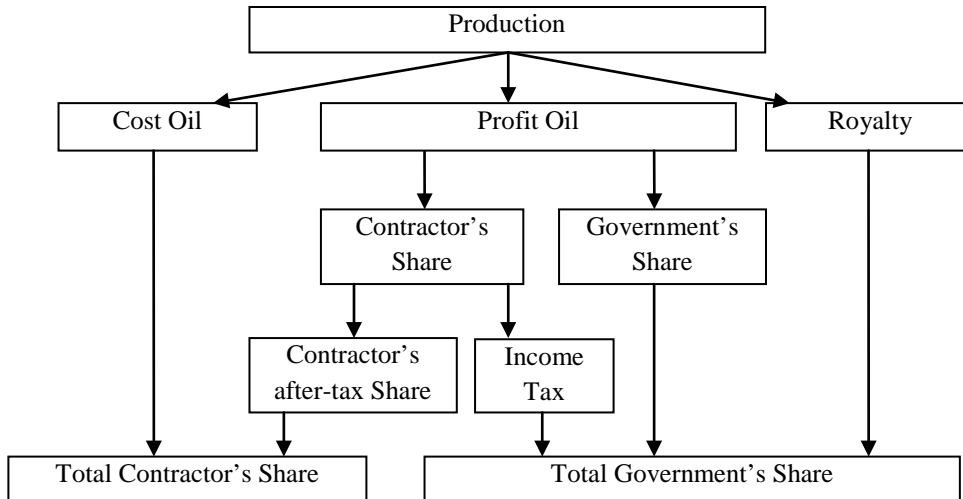 Production
Cost Oil
Profit Oil
Royalty
Contractor’s
Share
Government’s
Share
Contractor’s
after-tax Share
Income
Tax
Total Contractor’s Share
Total Government’s Share